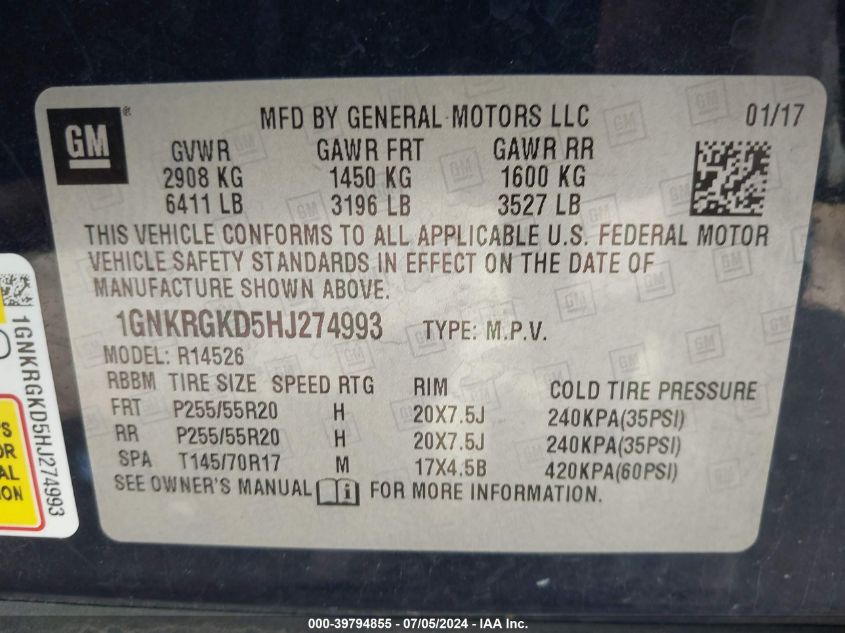 GM ®
MFD BY GENERAL MOTORS LLC 01/17
GVWR GAWR FRT GAWR RR
2908 KG 1450 KG 1600 KG
6411 LB 3196 LB 3527 LB
THIS VEHICLE CONFORMS TO ALL APPLICABLE U.S. FEDERAL MOTOR
VEHICLE SAFETY STANDARDS IN EFFECT ON THE DATE OF
MANUFACTURE SHOWN ABOVE.
1GNKRGKD5HJ274993 TYPE: M.P.V.
MODEL: R14526
RBBM TIRE SIZE SPEED RTG RIM COLD TIRE PRESSURE
FRT P255/55R20 H 20X7.5J 240KPA(35PSI)
RR P255/55R20 H 20X7.5J 240KPA(35PSI)
SPA T145/70R17 M 17X4.5B 420KPA(60PSI)
SEE OWNER'S MANUAL FOR MORE INFORMATION.
1GNKRGKD5HJ274993
000-39794855 - 07/05/2024 - IAA Inc.